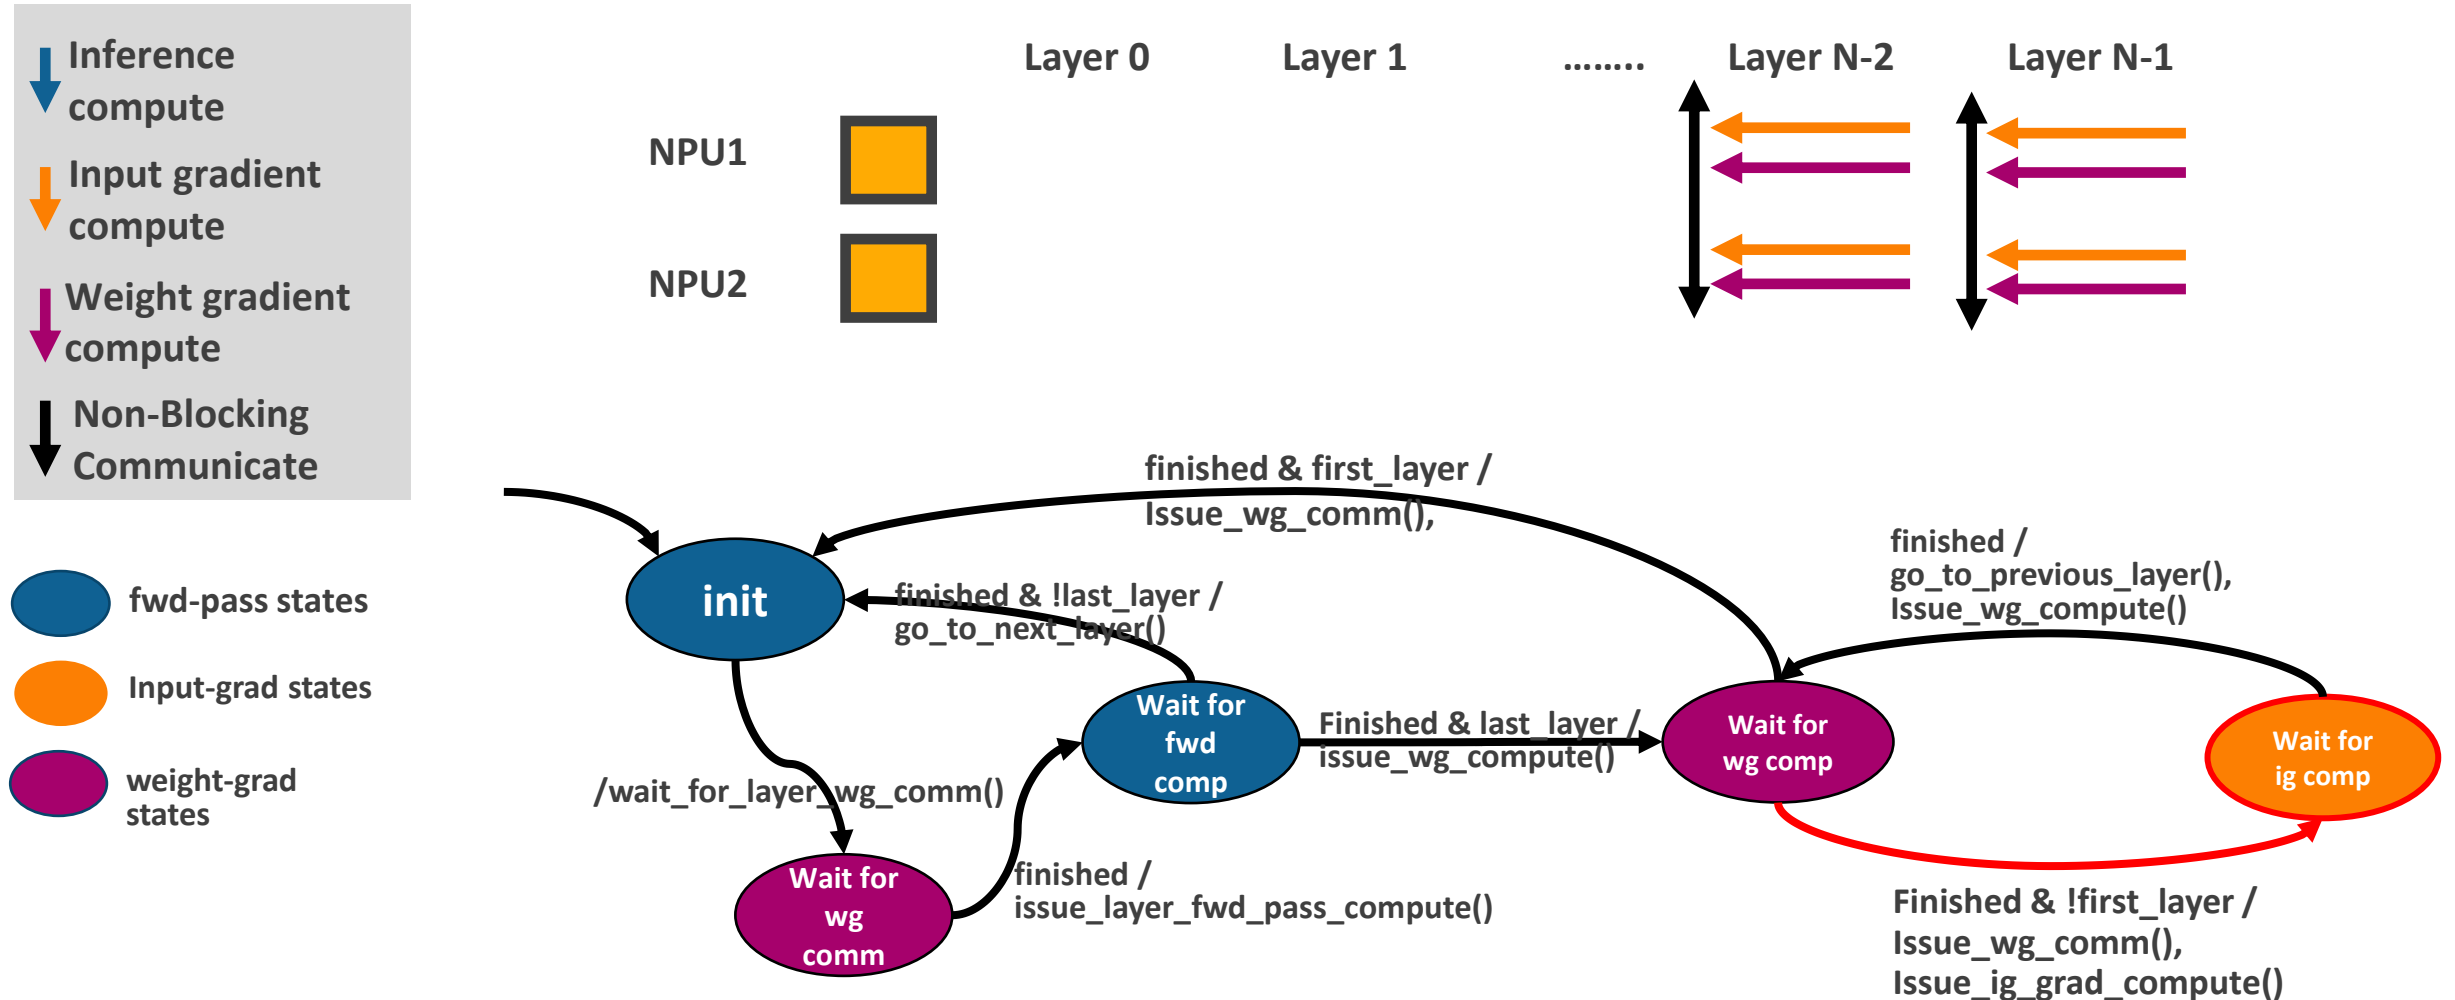 Inference
compute
Input gradient
compute
Weight gradient
compute
Non-Blocking
Communicate
fwd-pass states
Input-grad states
weight-grad
states
Layer 0
Layer 1
........
Layer N-2
Layer N-1
NPU1
NPU2
finished & first_layer /
Issue_wg_comm(),
init
finished & !last_layer /
go_to_next_layer()
/wait_for_layer_wg_comm()
Wait for
wg
comm
finished /
issue_layer_fwd_pass_compute()
Wait for
fwd
comp
Finished & last_layer /
issue_wg_compute()
Wait for
wg comp
finished /
go_to_previous_layer(),
Issue_wg_compute()
Wait for
ig comp
Finished & !first_layer /
Issue_wg_comm(),
Issue_ig_grad_compute()